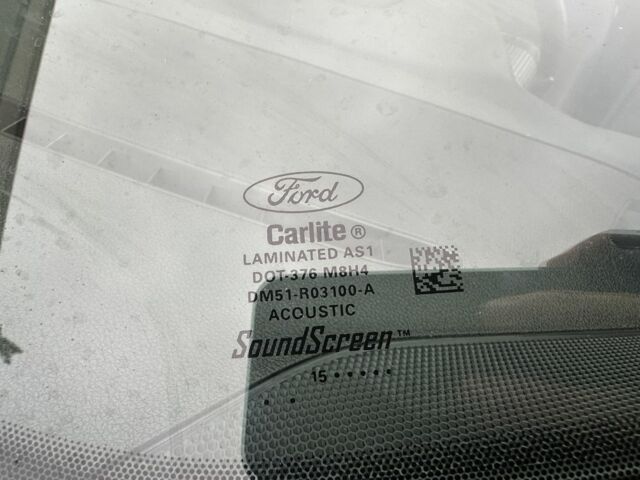 Ford
Carlite ®
LAMINATED AS1
DOT-376 M8H4
DM51-R03100-A
ACOUSTIC
SoundScreen™
15 • • • • •
• •